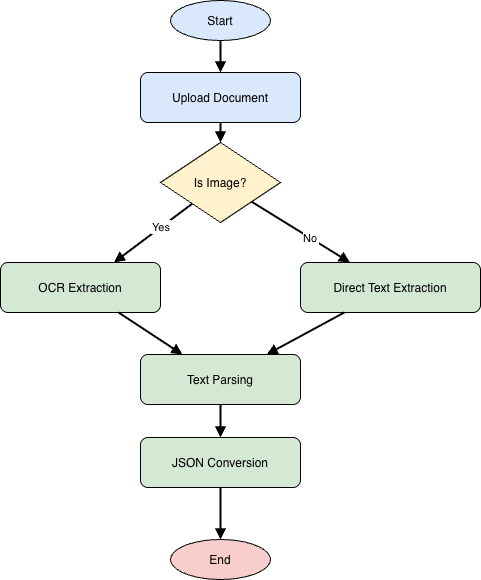 Start
Upload Document
Is Image?
Yes
No
OCR Extraction
Direct Text Extraction
Text Parsing
JSON Conversion
End